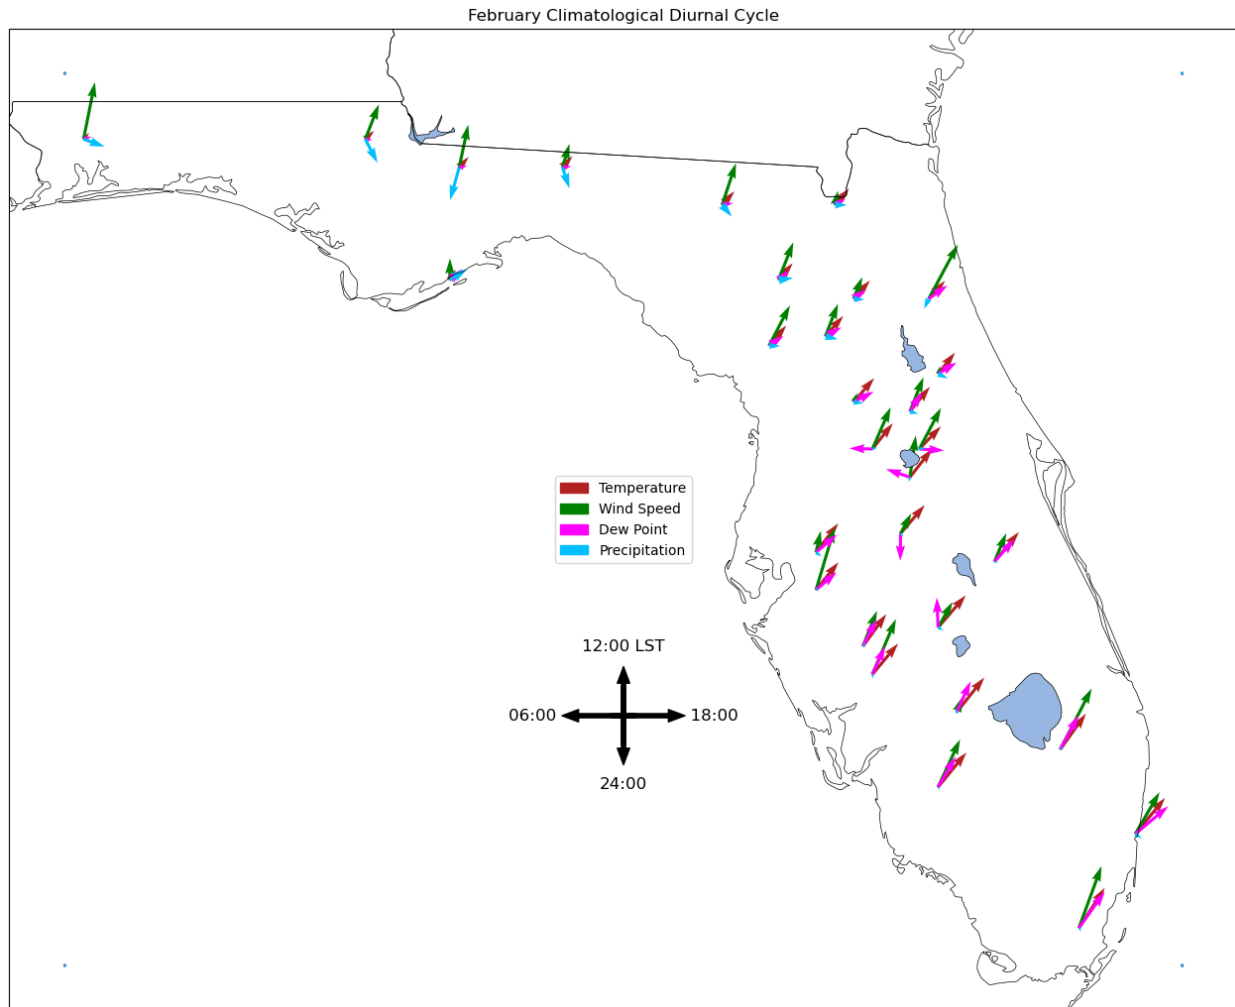 February Climatological Diurnal Cycle
Temperature
Wind Speed
Dew Point
Precipitation
12:00 LST
06:00
18:00
24:00